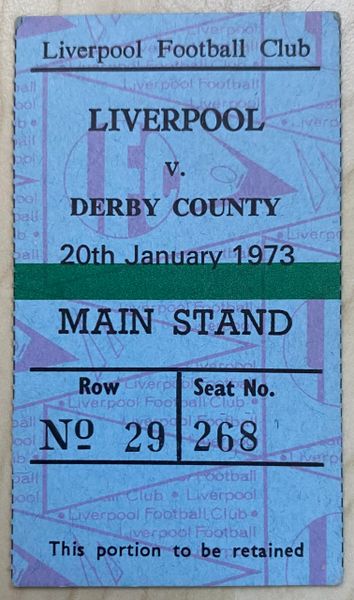 Liverpool Football Club
LIVERPOOL
v.
DERBY COUNTY
20th January 1973
MAIN STAND
Row Seat No.
Nº 29 268
This portion to be retained